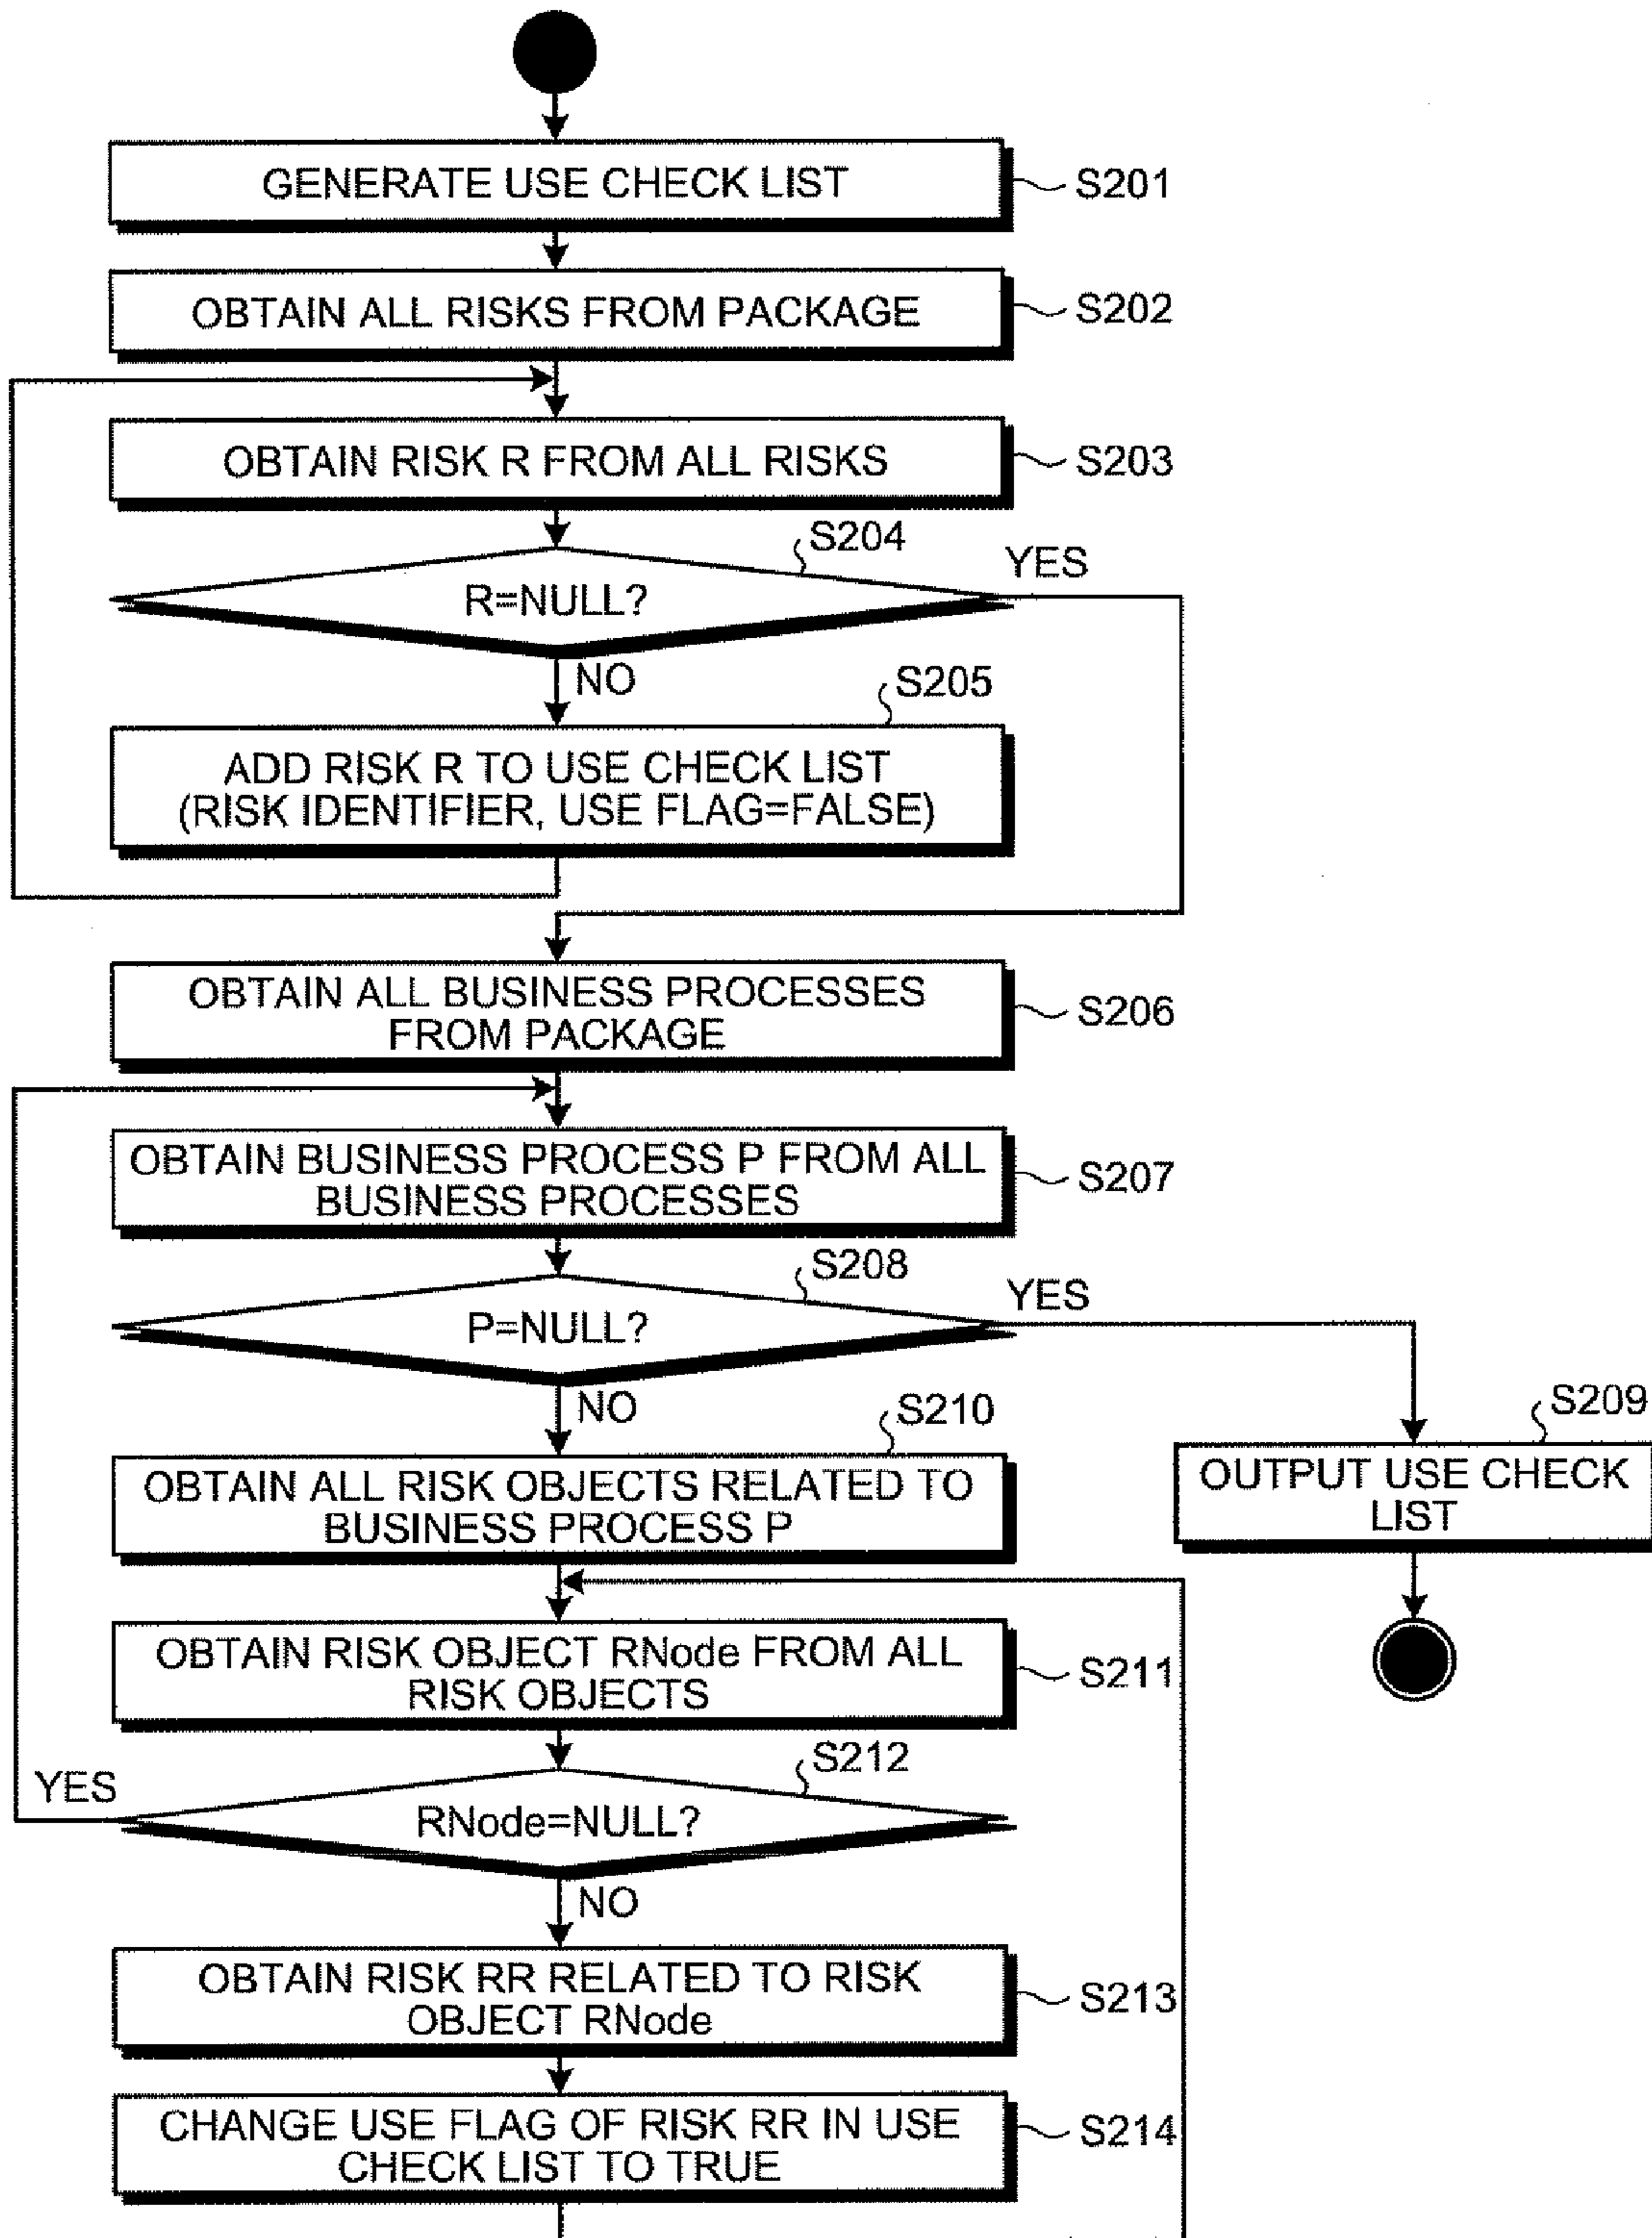 GENERATE USE CHECK LIST
S201
OBTAIN ALL RISKS FROM PACKAGE
S202
OBTAIN RISK R FROM ALL RISKS
S203
S204
R=NULL?
YES
NO
S205
ADD RISK R TO USE CHECK LIST
(RISK IDENTIFIER, USE FLAG=FALSE)
OBTAIN ALL BUSINESS PROCESSES
FROM PACKAGE
S206
OBTAIN BUSINESS PROCESS P FROM ALL
BUSINESS PROCESSES
S207
S208
P=NULL?
YES
NO
S209
OUTPUT USE CHECK
LIST
S210
OBTAIN ALL RISK OBJECTS RELATED TO
BUSINESS PROCESS P
OBTAIN RISK OBJECT RNode FROM ALL
RISK OBJECTS
S211
S212
YES
RNode=NULL?
NO
OBTAIN RISK RR RELATED TO RISK
OBJECT RNode
S213
CHANGE USE FLAG OF RISK RR IN USE
CHECK LIST TO TRUE
S214